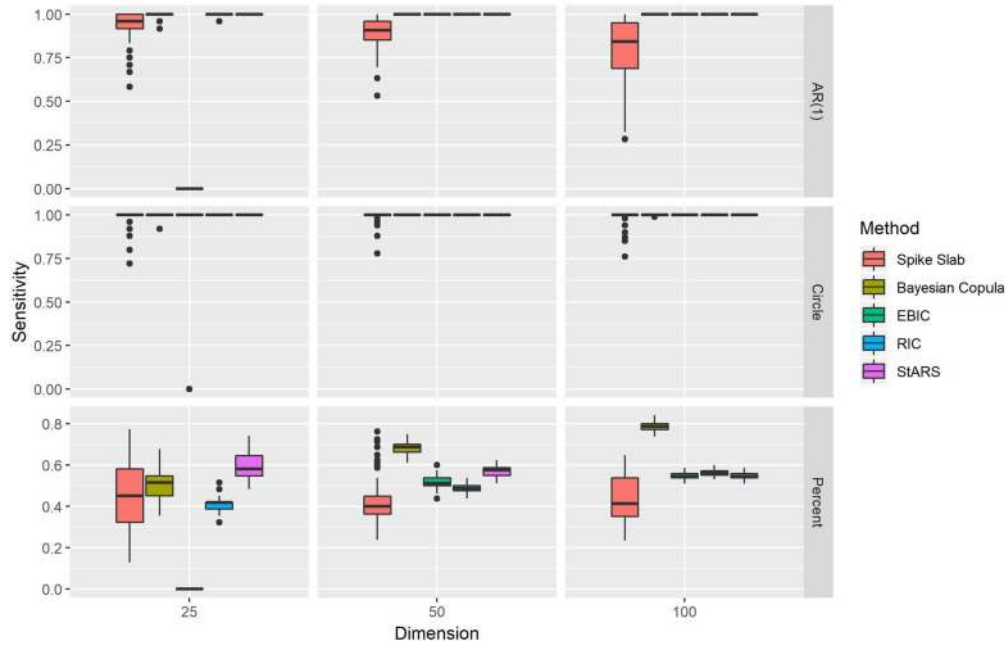 1.00
0.75
0.50
0.25
0.00
AR(1)
1.00
0.75
0.50
0.25
0.00
Circle
Sensitivity
0.8
0.6
0.4
0.2
0.0
Percent
25
50
100
Dimension
Method
Spike Slab
Bayesian Copula
EBIC
RIC
StARS